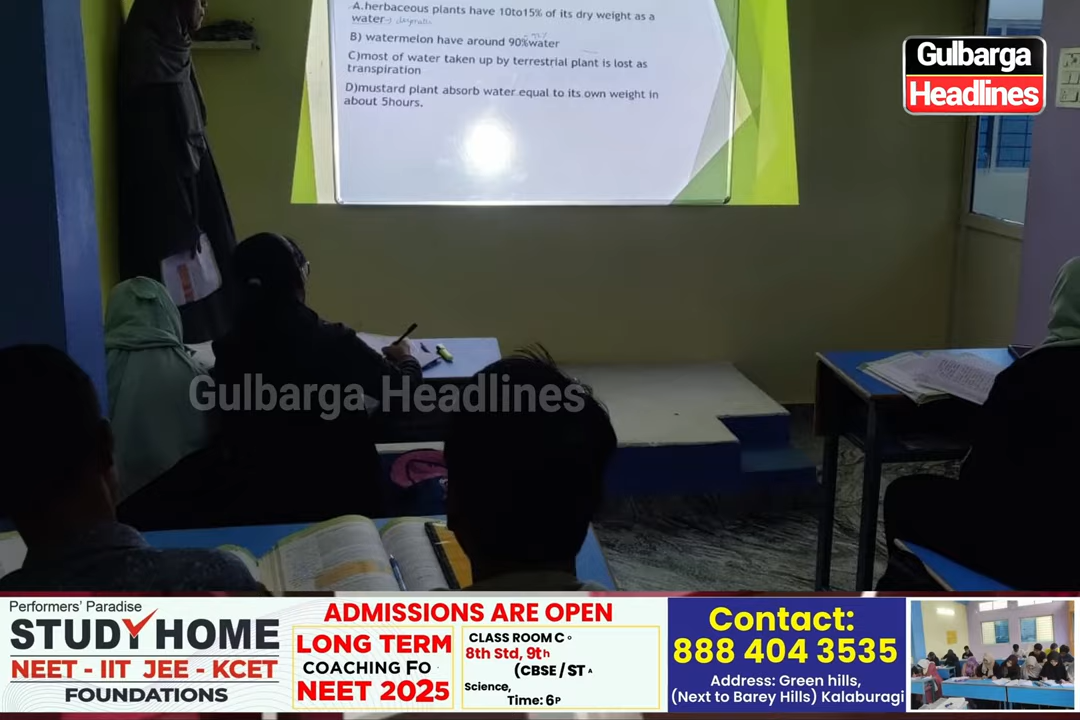 A.herbaceous plants have 10to15% of its dry weight as a
water
B) watermelon have around 90%water
C)most of water taken up by terrestrial plant is lost as
transpiration
D)mustard plant absorb water equal to its own weight in
about 5hours.
Gulbarga
Headlines
Gulbarga Headlines
Performers' Paradise
STUDY HOME
NEET - IIT JEE - KCET
FOUNDATIONS
ADMISSIONS ARE OPEN
LONG TERM
COACHING FO
NEET 2025
CLASS ROOM C
8th Std, 9th
(CBSE / ST
Science,
Time: 6P
Contact:
888 404 3535
Address: Green hills,
(Next to Barey Hills) Kalaburagi